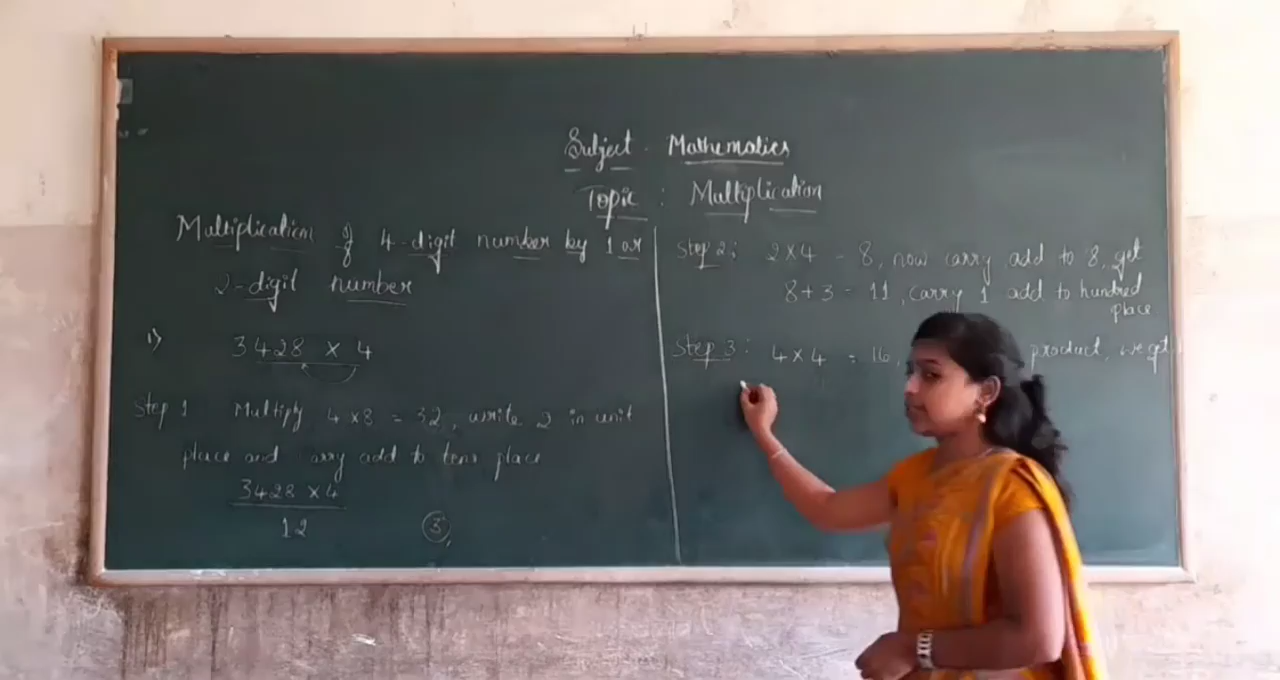 Subject - Mathematics
Topic : Multiplication
Multiplication of 4-digit number by 1 or
2-digit number
1)
3428 x 4
Step 1 Multiply 4 x 8 = 32, write 2 in unit
place and carry add to tens place
3428 x 4
12
3
Step 2: 2 x 4 - 8, now carry add to 8, get
8 + 3 - 11, carry 1 add to hundred
place
Step 3: 4 x 4 = 16, product, we get